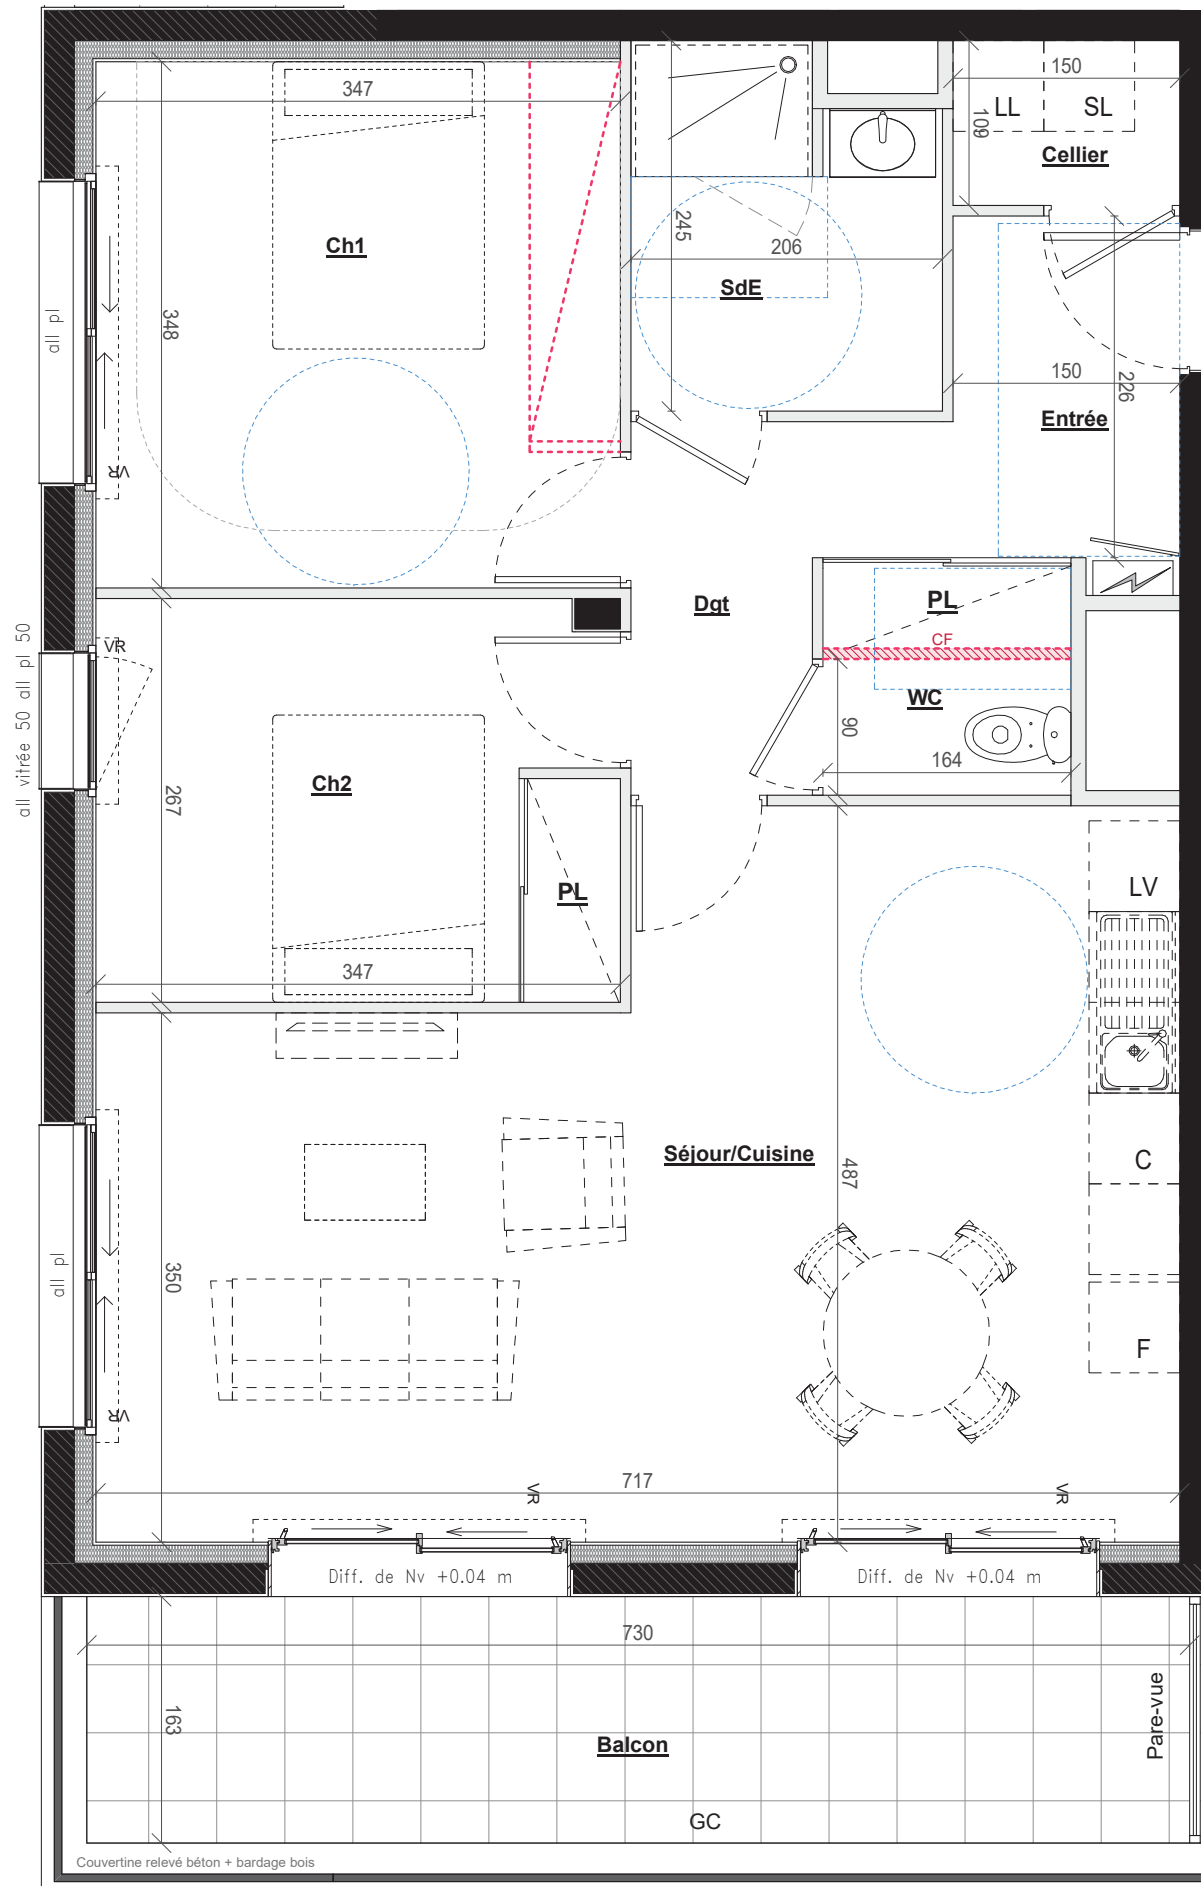 347
150
LL
SL
109
Cellier
Ch1
245
206
SdE
348
all pl
VR
150
226
Entrée
Dgt
PL
CF
WC
90
164
all vitrée 50 all pl 50
VR
Ch2
267
PL
347
LV
Séjour/Cuisine
487
C
350
all pl
F
VR
717
VR
VR
Diff. de Nv +0.04 m
Diff. de Nv +0.04 m
730
163
Balcon
Pare-vue
GC
Couvertine relevé béton + bardage bois